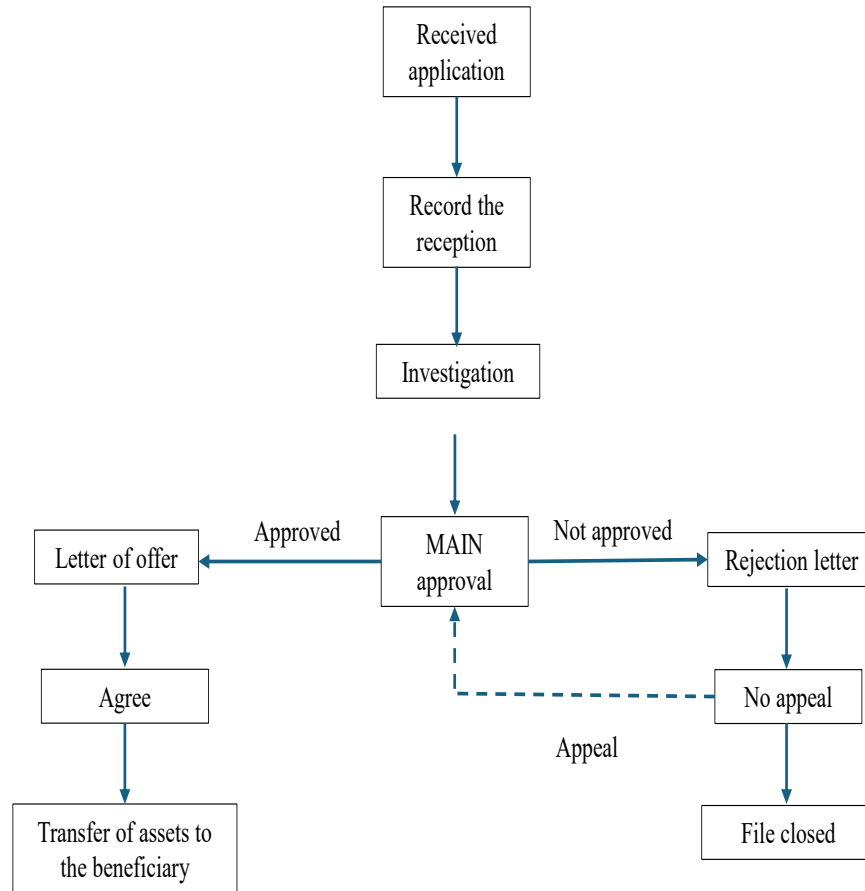 Received
application
Record the
reception
Investigation
Approved
Not approved
Letter of offer
MAIN
approval
Rejection letter
Agree
No appeal
Appeal
Transfer of assets to
the beneficiary
File closed